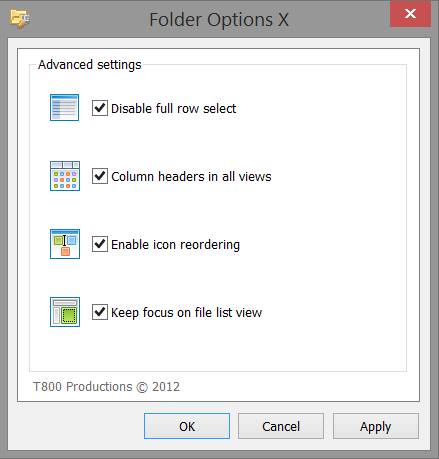 Folder Options X
Advanced settings
Disable full row select
Column headers in all views
Enable icon reordering
Keep focus on file list view
T800 Productions © 2012
OK
Cancel
Apply